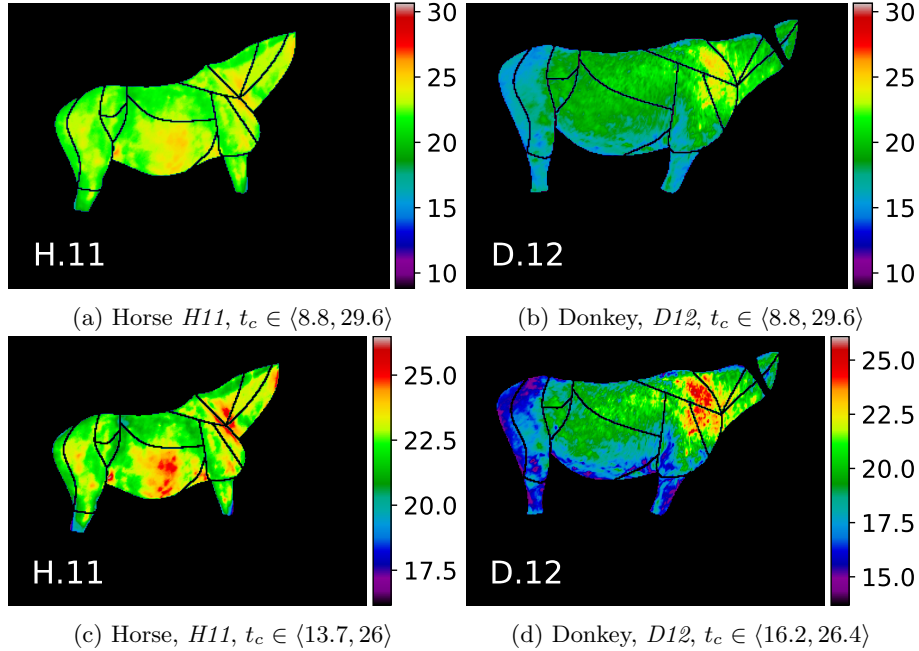 30
25
20
15
10
H.11
30
25
20
15
10
D.12
(a) Horse H11, t_c ∈ ⟨8.8, 29.6⟩
(b) Donkey, D12, t_c ∈ ⟨8.8, 29.6⟩
25.0
22.5
20.0
17.5
H.11
25.0
22.5
20.0
17.5
15.0
D.12
(c) Horse, H11, t_c ∈ ⟨13.7, 26⟩
(d) Donkey, D12, t_c ∈ ⟨16.2, 26.4⟩